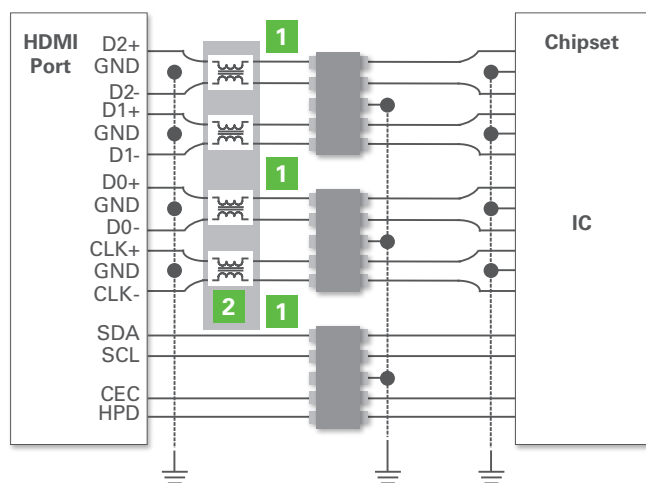 HDMI
Port
D2+
GND
D2-
D1+
GND
D1-
D0+
GND
D0-
CLK+
GND
CLK-
SDA
SCL
CEC
HPD
1
1
2
1
Chipset
IC